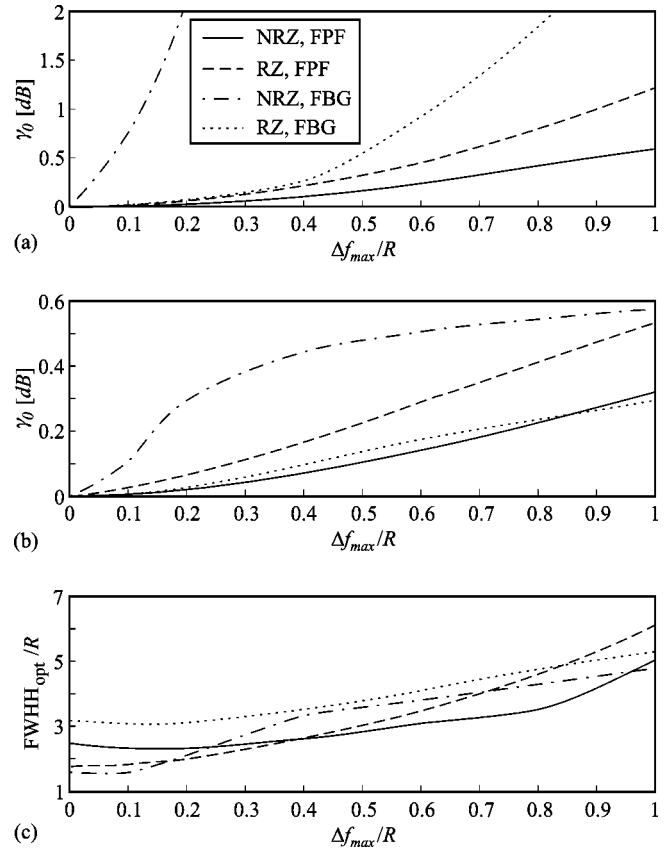 2
1.5
1
0.5
0
γ₀ [dB]
NRZ, FPF
RZ, FPF
NRZ, FBG
RZ, FBG
0 0.1 0.2 0.3 0.4 0.5 0.6 0.7 0.8 0.9 1
(a)
Δf_max/R
0.6
0.4
0.2
0
γ₀ [dB]
0 0.1 0.2 0.3 0.4 0.5 0.6 0.7 0.8 0.9 1
(b)
Δf_max/R
7
5
3
1
FWHH_opt/R
0 0.1 0.2 0.3 0.4 0.5 0.6 0.7 0.8 0.9 1
(c)
Δf_max/R